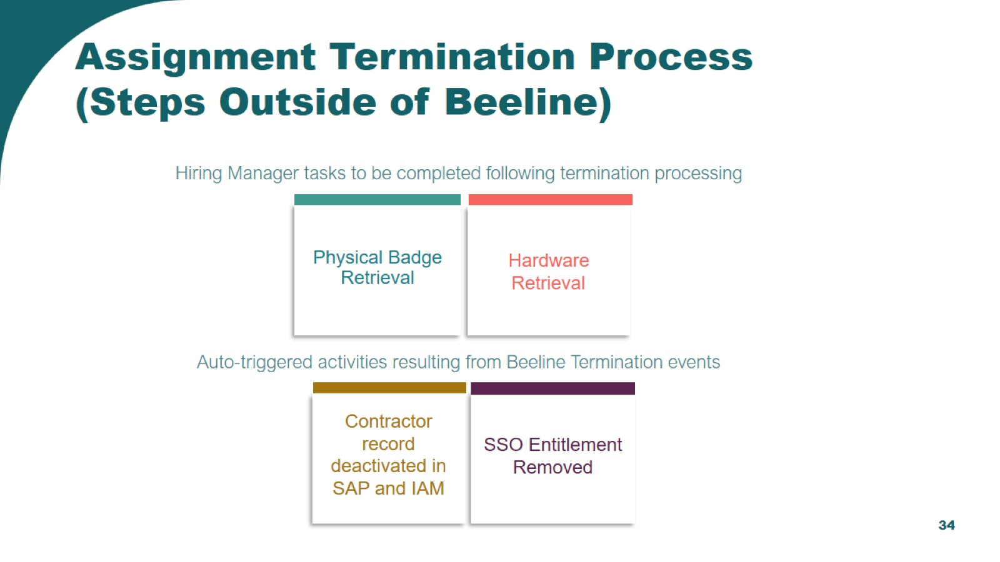 Assignment Termination Process
(Steps Outside of Beeline)
Hiring Manager tasks to be completed following termination processing
Physical Badge
Retrieval
Hardware
Retrieval
Auto-triggered activities resulting from Beeline Termination events
Contractor
record
deactivated in
SAP and IAM
SSO Entitlement
Removed
34